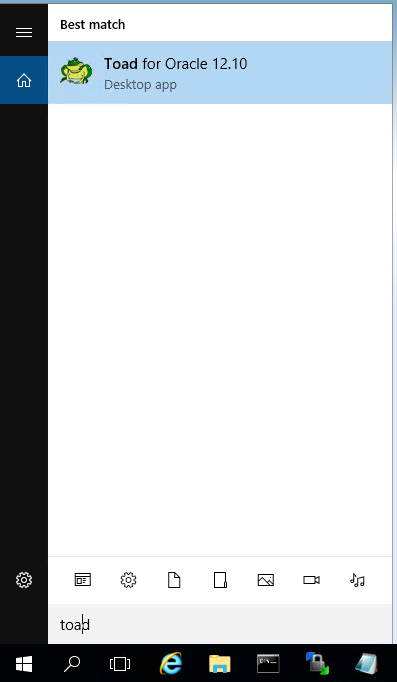 Best match
Toad for Oracle 12.10
Desktop app
toad